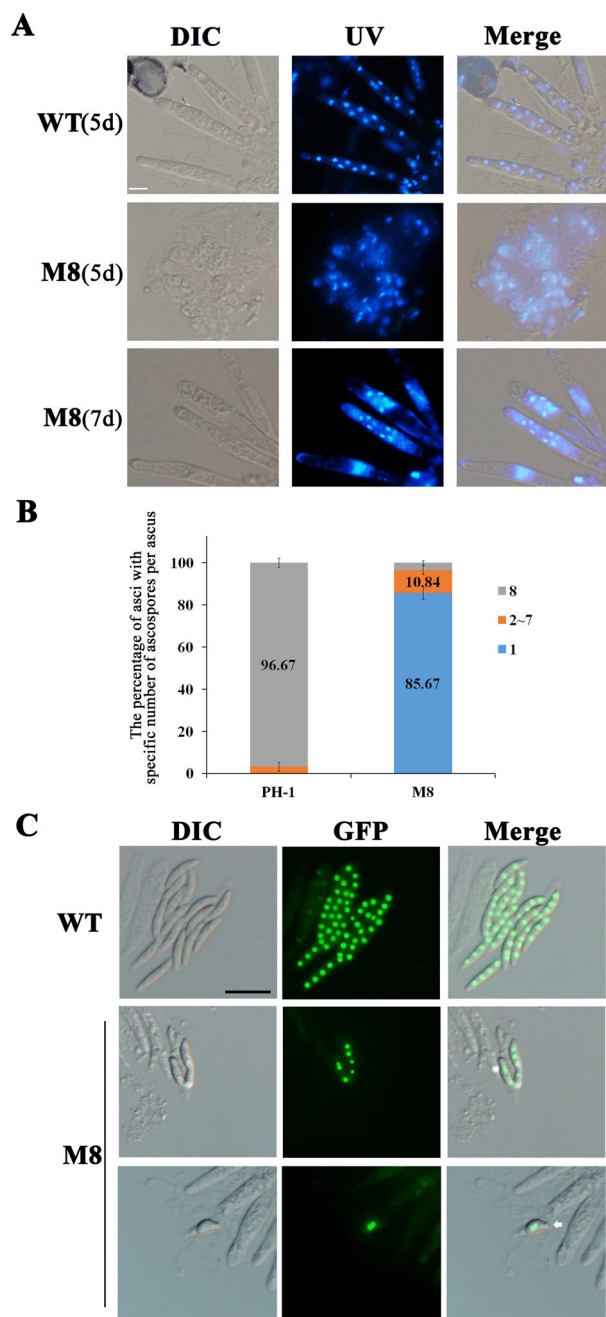 A
DIC UV Merge
WT(5d)
M8(5d)
M8(7d)
B
The percentage of asci with
specific number of ascospores per ascus
100
80
60
40
20
0
96.67
10.84
85.67
8
2~7
1
PH-1 M8
C
DIC GFP Merge
WT
M8